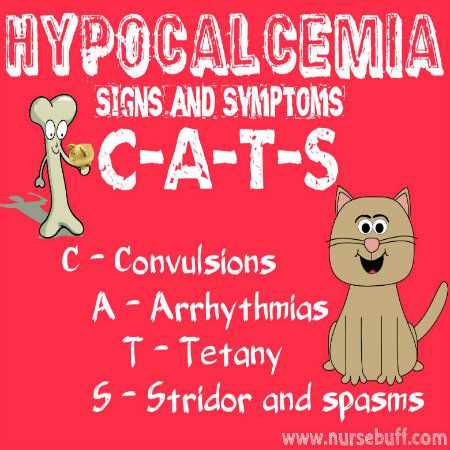 HYPOCALCEMIA
SIGNS AND SYMPTOMS
C-A-T-S
C - Convulsions
A - Arrhythmias
T - Tetany
S - Stridor and spasms
www.nursebuff.com